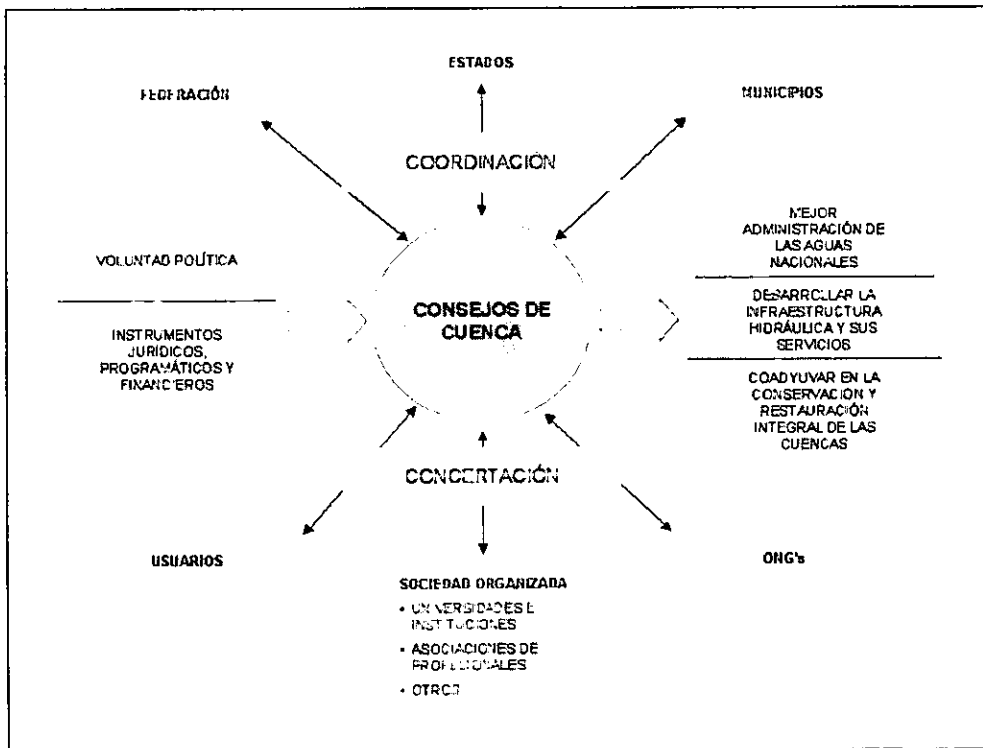 ESTADOS
FEDERACIÓN
MUNICIPIOS
COORDINACIÓN
VOLUNTAD POLÍTICA
INSTRUMENTOS
JURÍDICOS,
PROGRAMÁTICOS Y
FINANCIEROS
CONSEJOS DE
CUENCA
MEJOR
ADMINISTRACIÓN DE
LAS AGUAS
NACIONALES
DESARROLLAR LA
INFRAESTRUCTURA
HIDRÁULICA Y SUS
SERVICIOS
COADYUVAR EN LA
CONSERVACIÓN Y
RESTAURACIÓN
INTEGRAL DE LAS
CUENCAS
CONCERTACIÓN
USUARIOS
ONG's
SOCIEDAD ORGANIZADA
• UNIVERSIDADES E
INSTITUCIONES
• ASOCIACIONES DE
PROFESIONALES
• OTROS